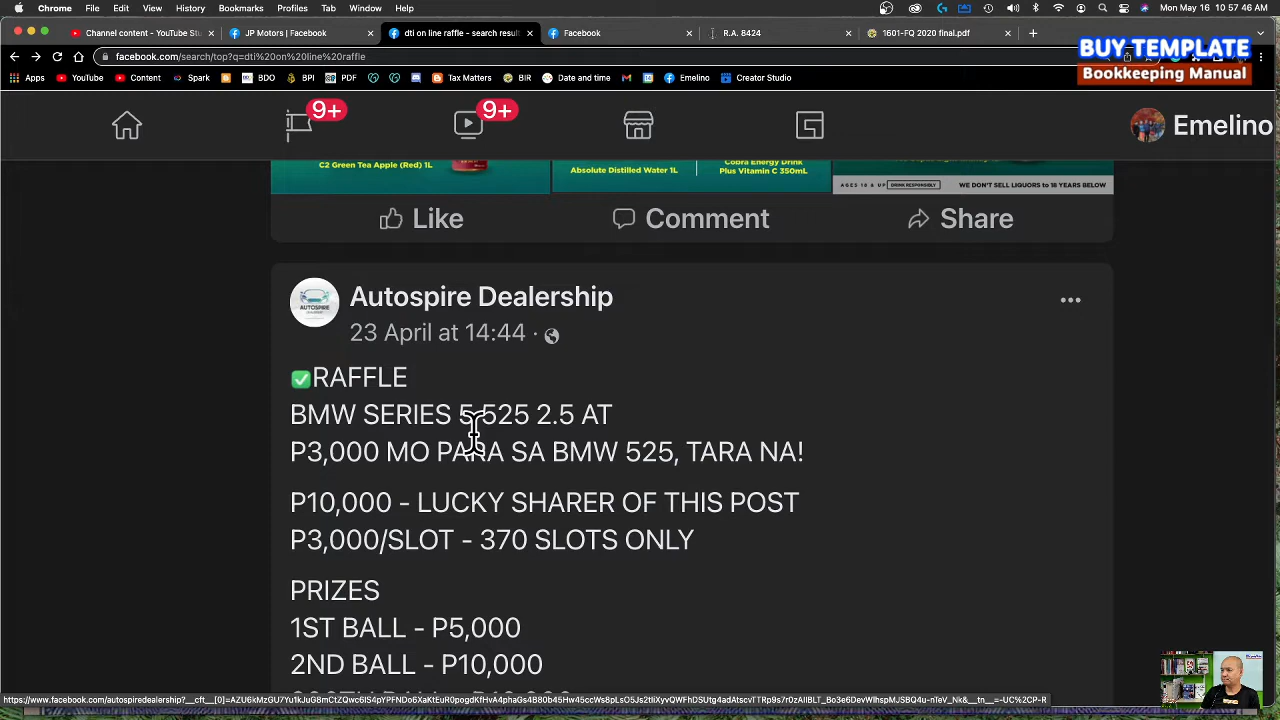 Chrome File Edit View History Bookmarks Profiles Tab Window Help Mon May 16 10:57:46 AM
Channel content - YouTube Stu JP Motors | Facebook dti on line raffle - search result Facebook R.A. 8424 1601-FQ 2020 final.pdf
facebook.com/search/top?q=dti%20on%20line%20raffle
BUY TEMPLATE
Bookkeeping Manual
Apps YouTube Content Spark BDO BPI PDF Tax Matters BIR Date and time Emelino Creator Studio
9+ 9+ Emelino
C2 Green Tea Apple (Red) 1L
Absolute Distilled Water 1L
Cobra Energy Drink
Plus Vitamin C 350mL
AGES 18 & UP DRINK RESPONSIBLY WE DON'T SELL LIQUORS to 18 YEARS BELOW
Like Comment Share
AUTOSPIRE
Autospire Dealership
23 April at 14:44 ·
✅RAFFLE
BMW SERIES 5 525 2.5 AT
P3,000 MO PARA SA BMW 525, TARA NA!
P10,000 - LUCKY SHARER OF THIS POST
P3,000/SLOT - 370 SLOTS ONLY
PRIZES
1ST BALL - P5,000
2ND BALL - P10,000